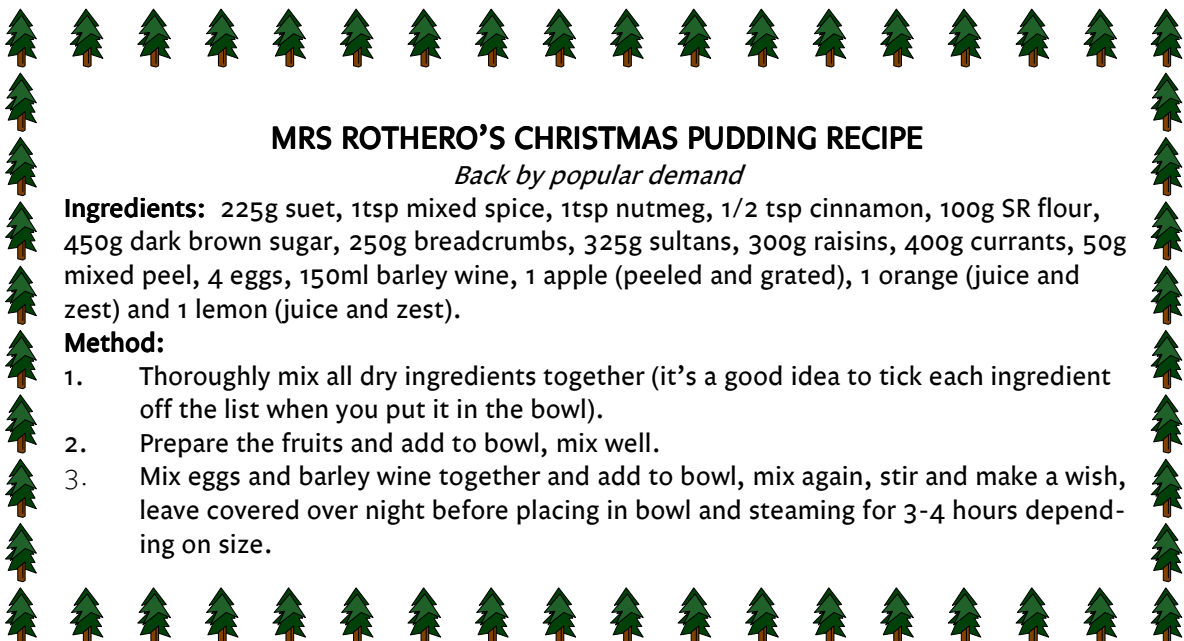 MRS ROTHERO’S CHRISTMAS PUDDING RECIPE
Back by popular demand
Ingredients: 225g suet, 1tsp mixed spice, 1tsp nutmeg, 1/2 tsp cinnamon, 100g SR flour,
450g dark brown sugar, 250g breadcrumbs, 325g sultans, 300g raisins, 400g currants, 50g
mixed peel, 4 eggs, 150ml barley wine, 1 apple (peeled and grated), 1 orange (juice and
zest) and 1 lemon (juice and zest).
Method:
1. Thoroughly mix all dry ingredients together (it’s a good idea to tick each ingredient
off the list when you put it in the bowl).
2. Prepare the fruits and add to bowl, mix well.
3. Mix eggs and barley wine together and add to bowl, mix again, stir and make a wish,
leave covered over night before placing in bowl and steaming for 3-4 hours depend-
ing on size.